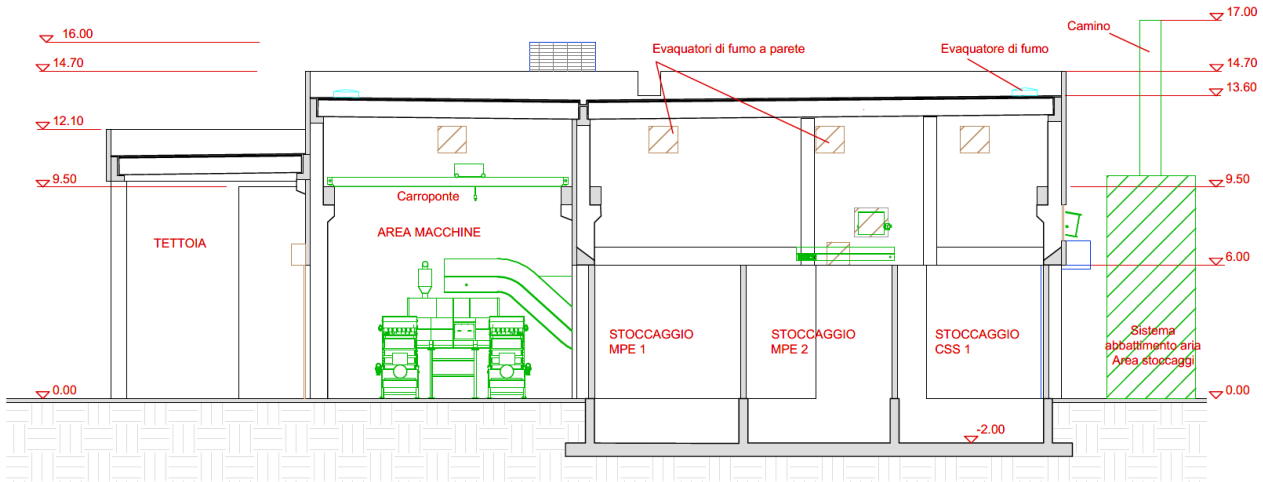 17.00
Camino
16.00
Evaquatori di fumo a parete
Evaquatore di fumo
14.70
14.70
13.60
12.10
9.50
9.50
Carroponte
TETTOIA
AREA MACCHINE
6.00
STOCCAGGIO
MPE 1
STOCCAGGIO
MPE 2
STOCCAGGIO
CSS 1
Sistema
abbattimento aria
Area stoccaggi
0.00
0.00
-2.00